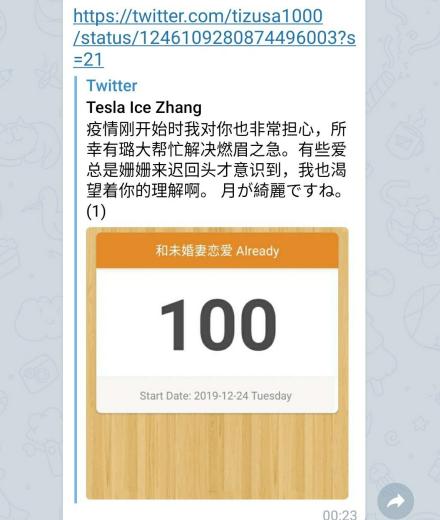 https://twitter.com/tizusa1000
/status/1246109280874496003?s
=21
Twitter
Tesla Ice Zhang
疫情刚开始时我对你也非常担心，所
幸有璐大帮忙解决燃眉之急。有些爱
总是姗姗来迟回头才意识到，我也渴
望着你的理解啊。 月が綺麗ですね。
(1)
和未婚妻恋爱 Already
100
Start Date: 2019-12-24 Tuesday
00:23